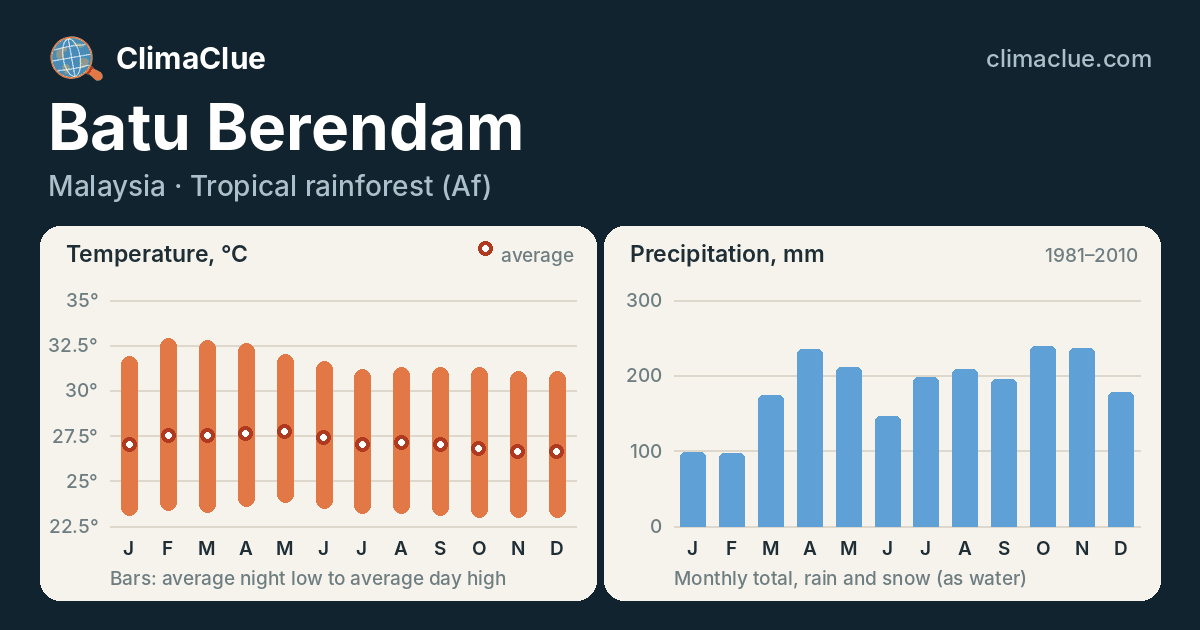 ClimaClue
climaclue.com
Batu Berendam
Malaysia · Tropical rainforest (Af)
Temperature, °C
average
35°
32.5°
30°
27.5°
25°
22.5°
J F M A M J J A S O N D
Bars: average night low to average day high
Precipitation, mm
1981–2010
300
200
100
0
J F M A M J J A S O N D
Monthly total, rain and snow (as water)